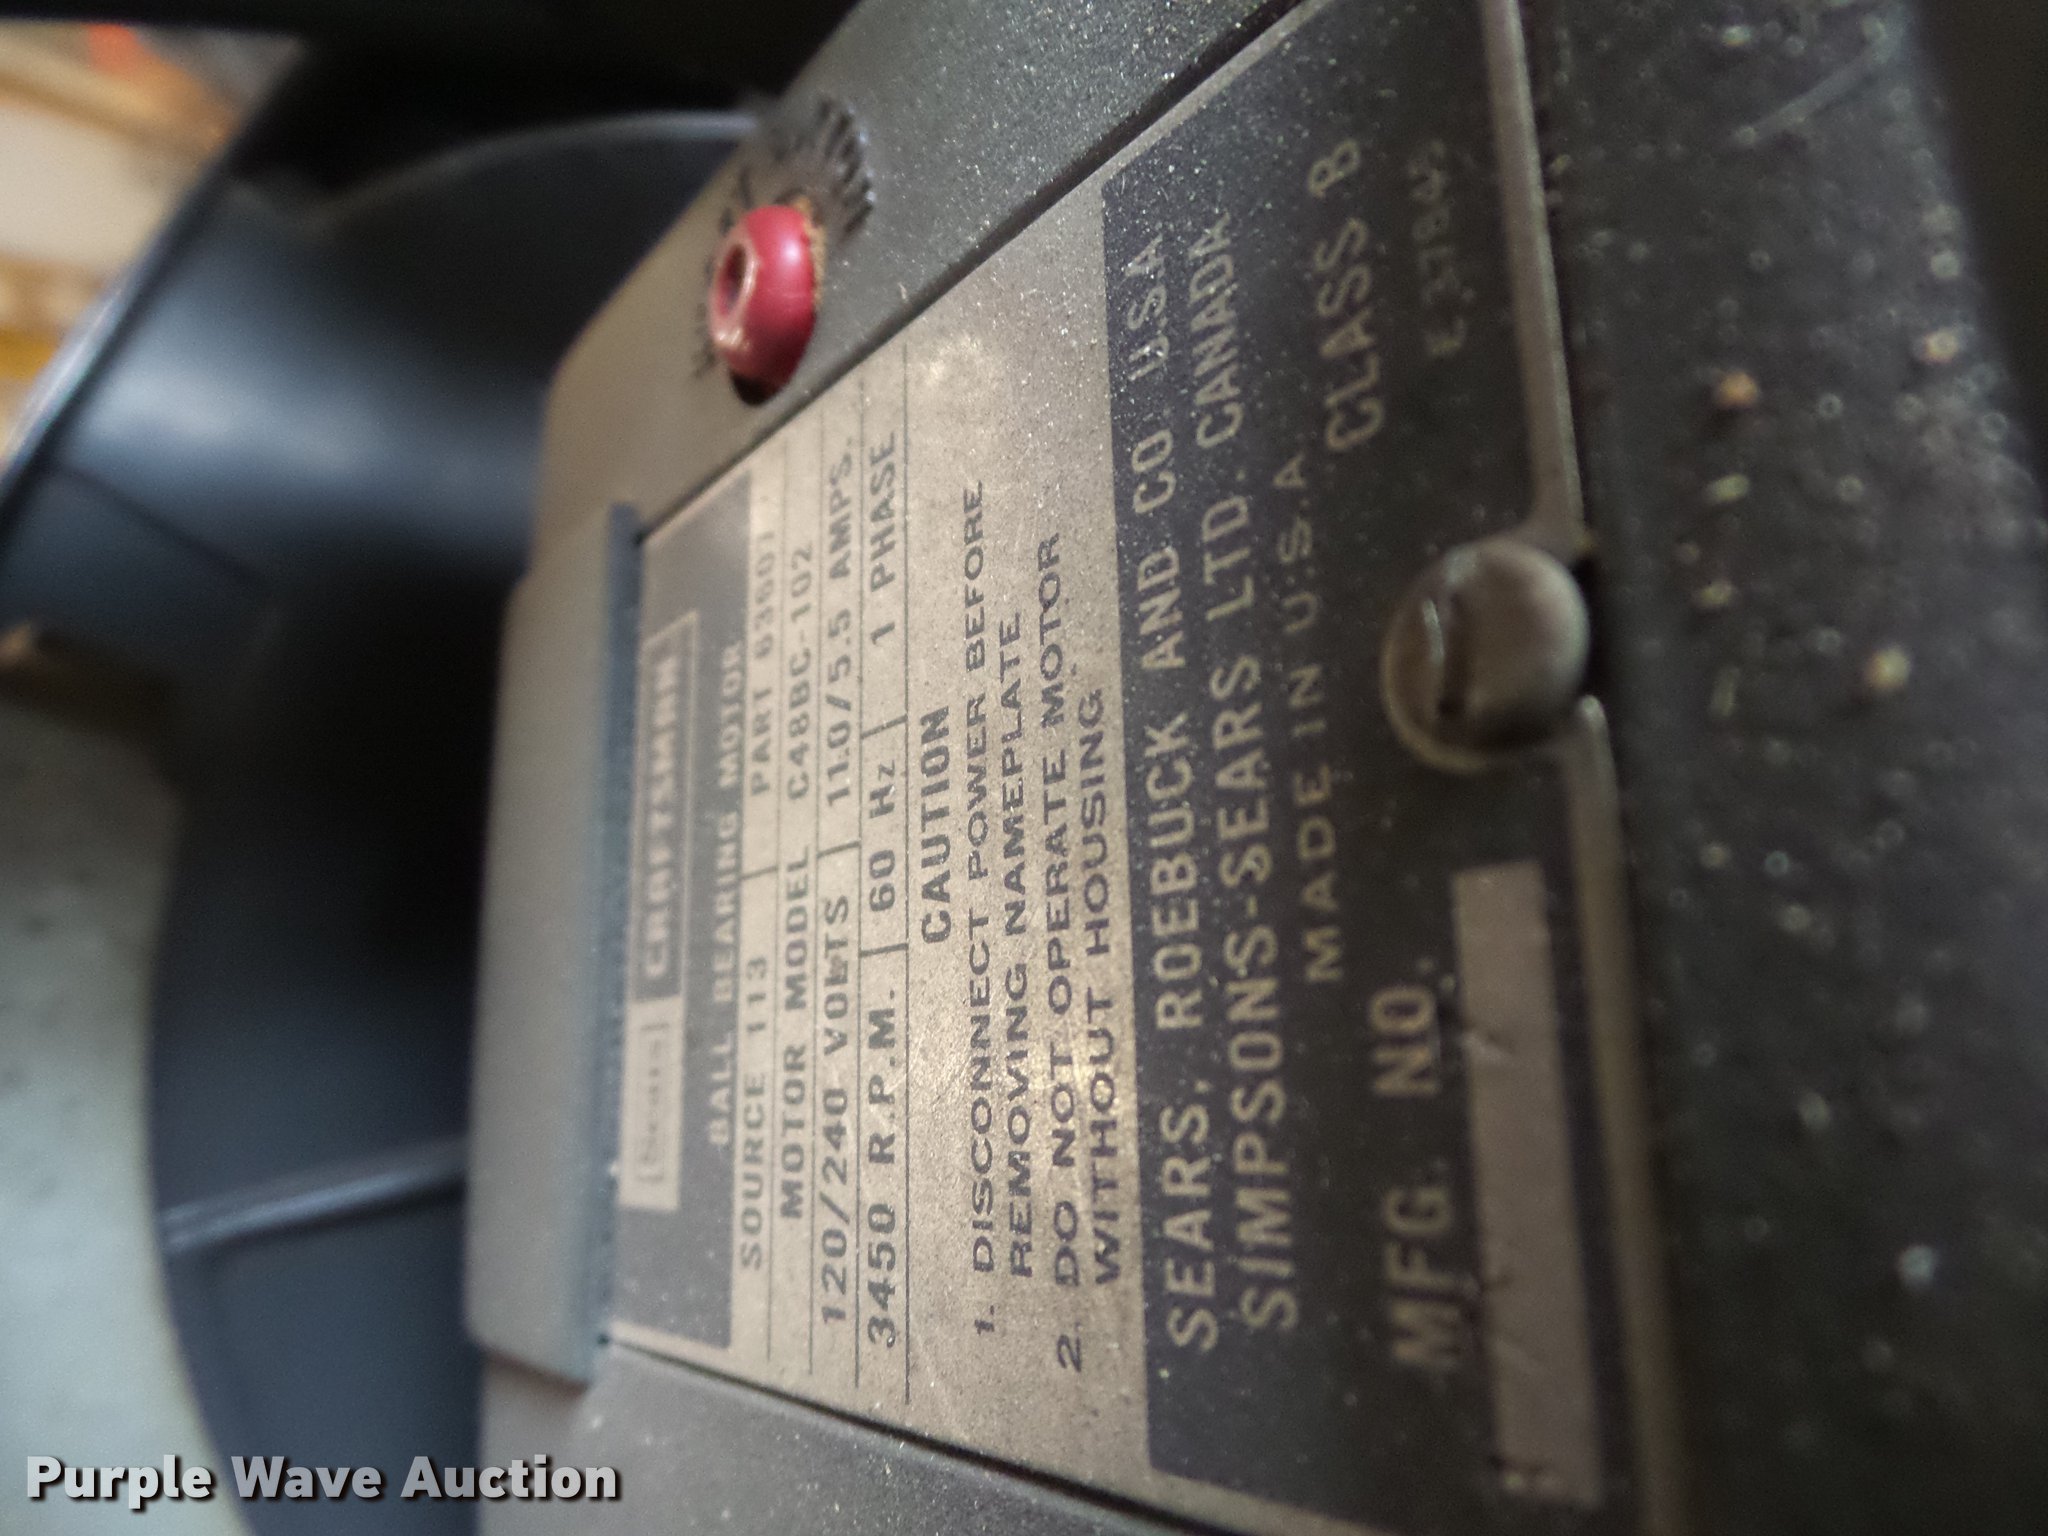 Sears CRAFTSMAN
BALL BEARING MOTOR
SOURCE 113 PART 63607
MOTOR MODEL C48BC-102
120/240 VOLTS 11.0/5.5 AMPS.
3450 R.P.M. 60 Hz 1 PHASE
CAUTION
1. DISCONNECT POWER BEFORE
REMOVING NAMEPLATE
2. DO NOT OPERATE MOTOR
WITHOUT HOUSING
SEARS, ROEBUCK AND CO. U.S.A
SIMPSONS-SEARS LTD. CANADA
MADE IN U.S.A.
CLASS B
MFG. NO.
E 37845
Purple Wave Auction